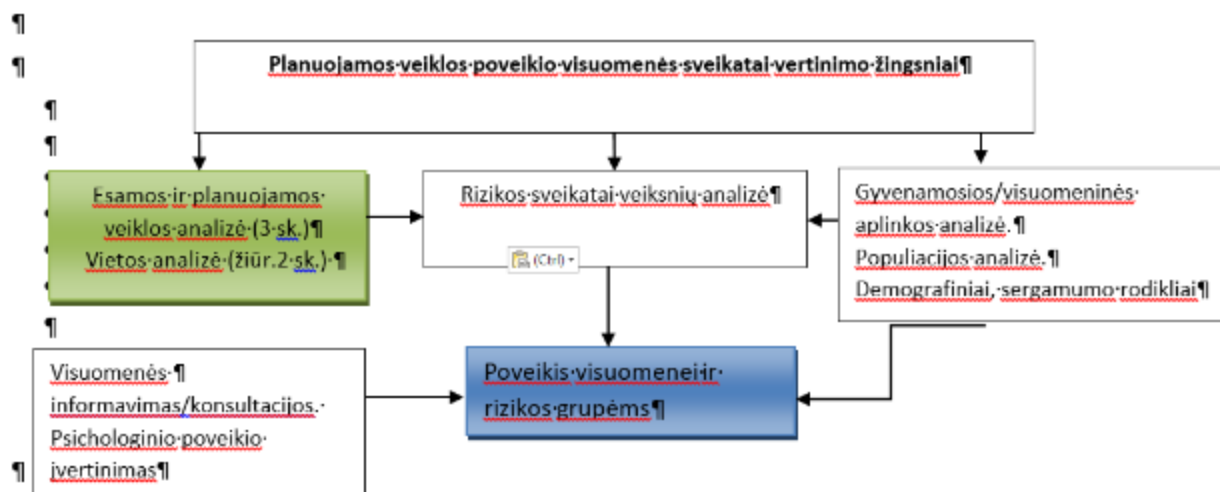 Planuojamos veiklos poveikio visuomenės sveikatai vertinimo žingsniai¶
Esamos ir planuojamos
veiklos analizė (3 sk.)¶
Vietos analizė (žiūr.2 sk.) ¶
Rizikos sveikatai veiksnių analizė¶
(Ctrl)
Gyvenamosios/visuomeninės
aplinkos analizė.¶
Populiacijos analizė.¶
Demografiniai, sergamumo rodikliai¶
Visuomenės ¶
informavimas/konsultacijos.
Psichologinio poveikio
įvertinimas¶
Poveikis visuomenei ir
rizikos grupėms¶